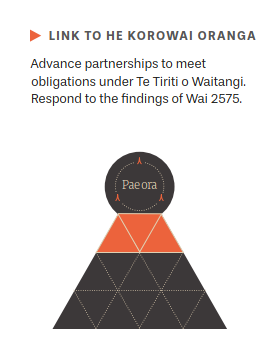 LINK TO HE KOROWAI ORANGA
Advance partnerships to meet
obligations under Te Tiriti o Waitangi.
Respond to the findings of Wai 2575.
Pae ora